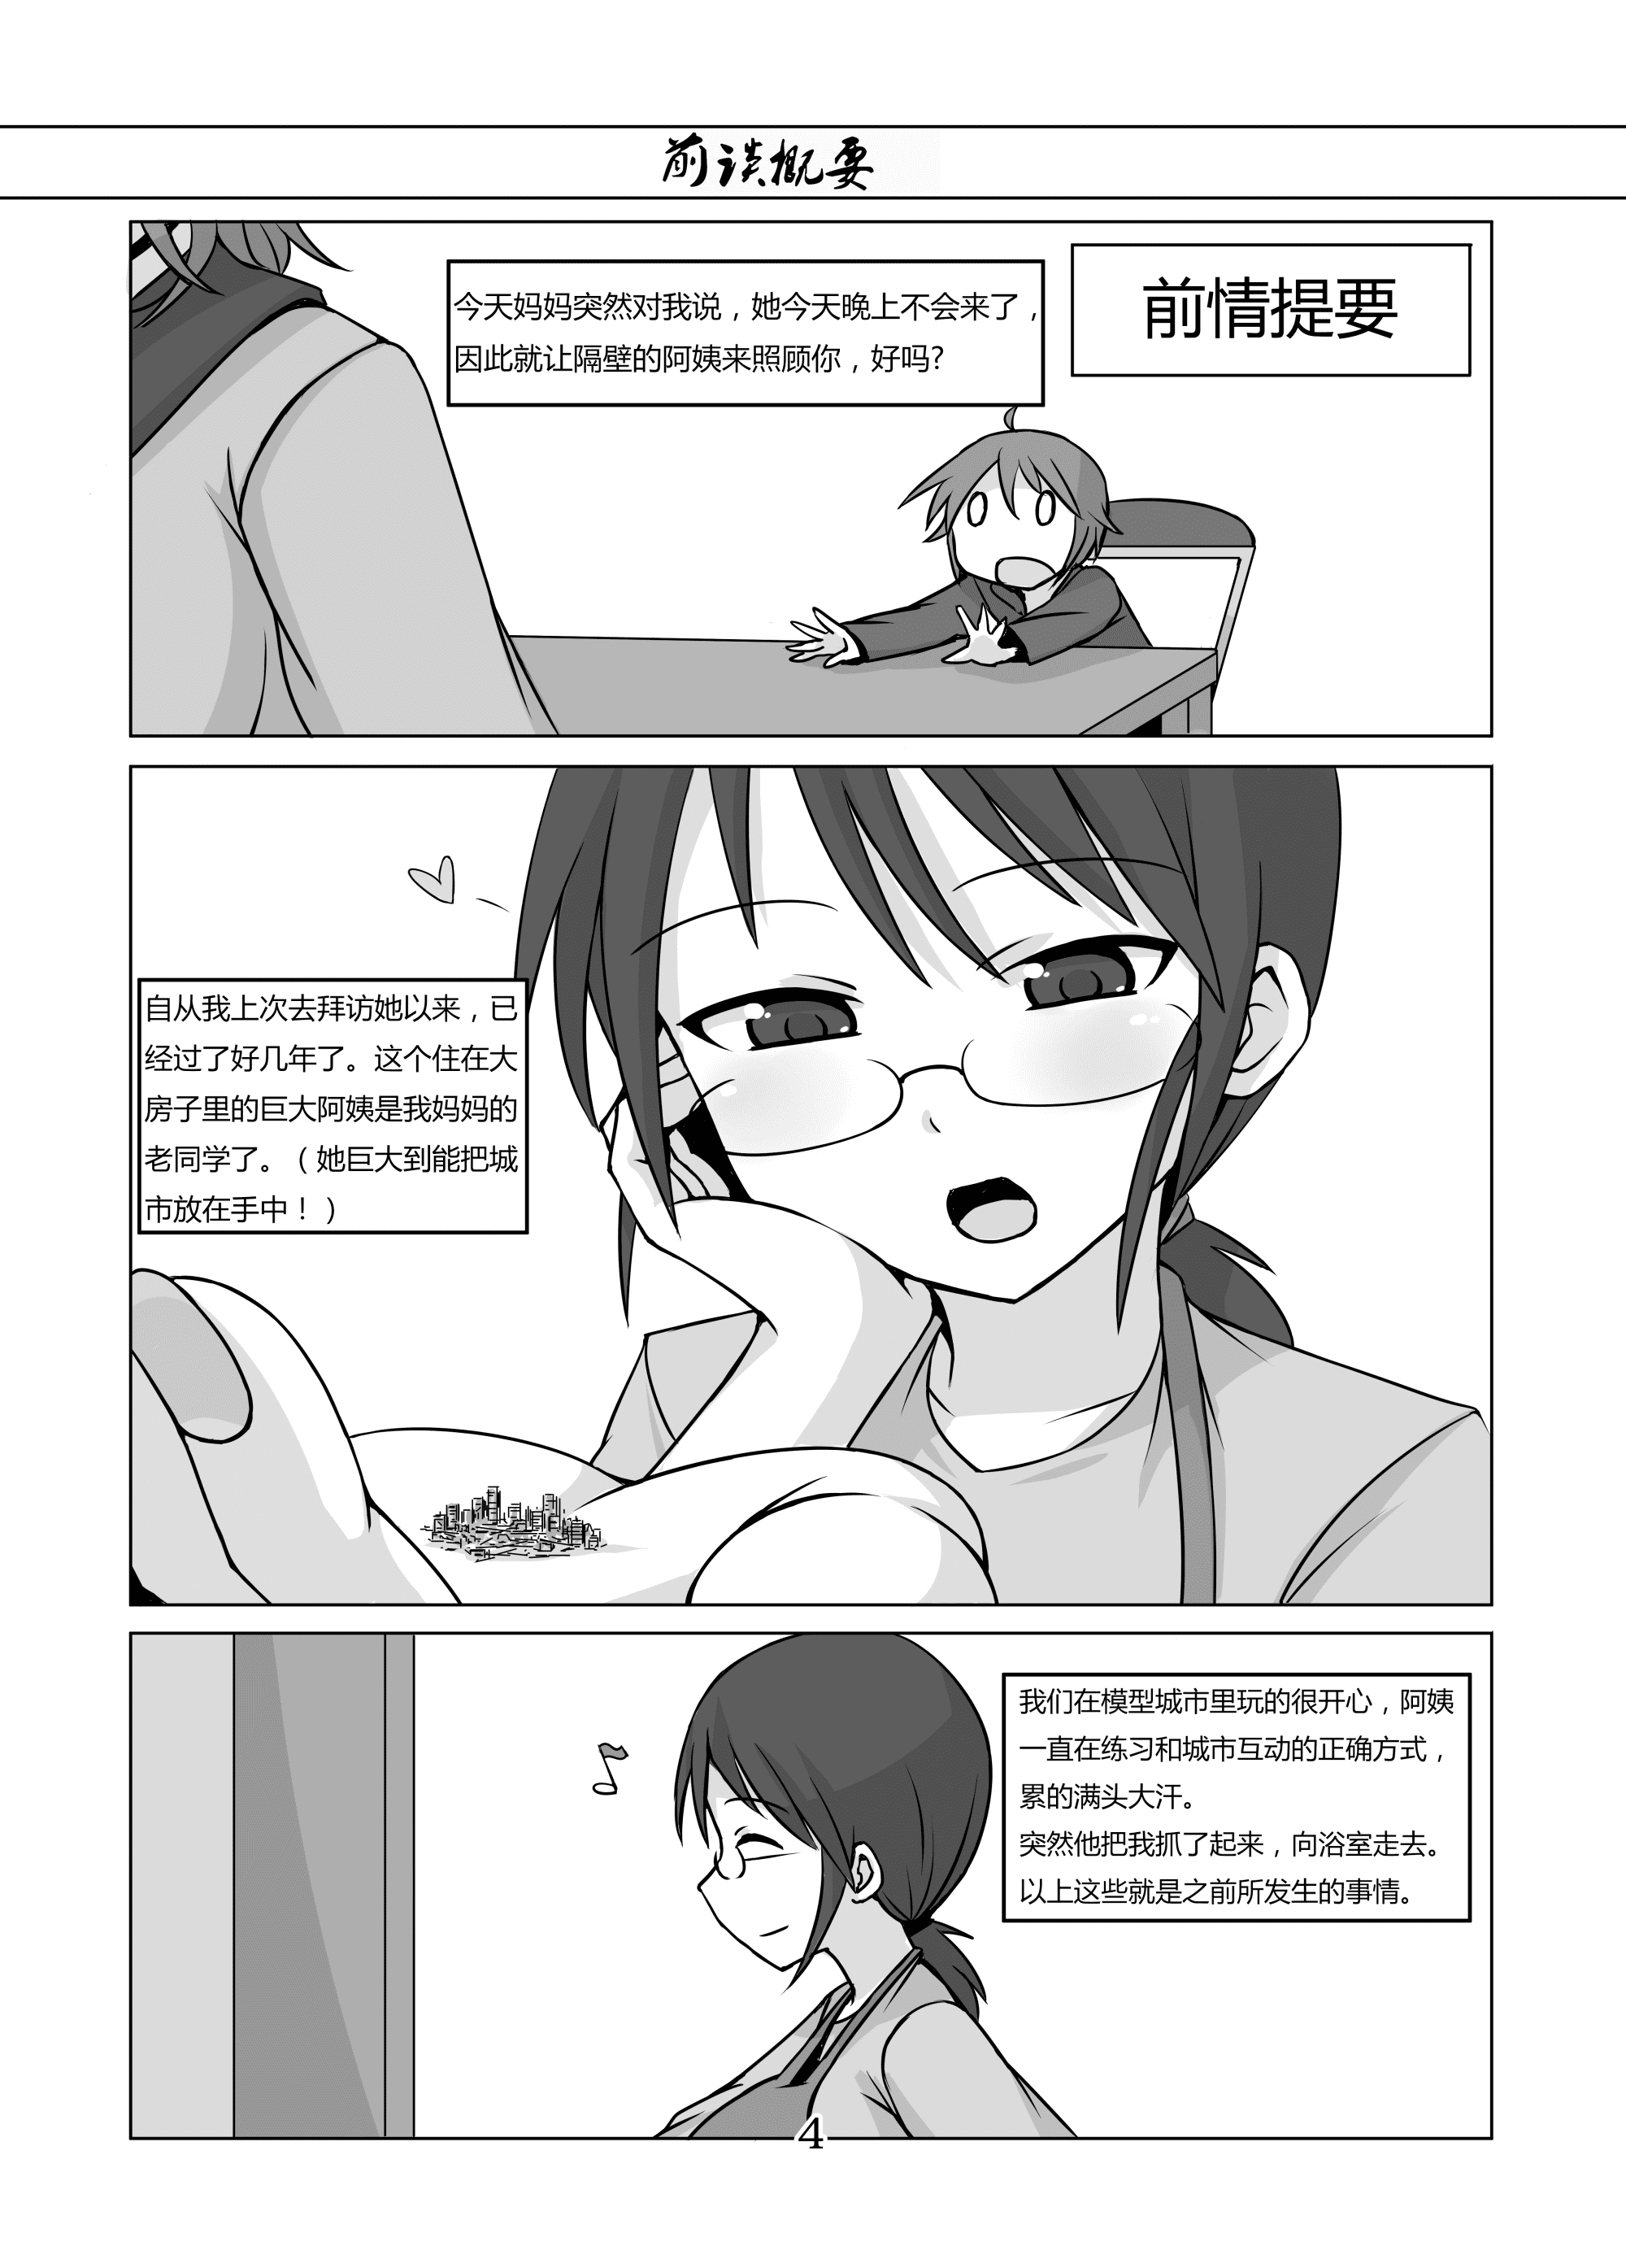 前谈概要
前情提要
今天妈妈突然对我说，她今天晚上不会来了，
因此就让隔壁的阿姨来照顾你，好吗?
自从我上次去拜访她以来，已
经过了好几年了。这个住在大
房子里的巨大阿姨是我妈妈的
老同学了。（她巨大到能把城
市放在手中！）
我们在模型城市里玩的很开心，阿姨
一直在练习和城市互动的正确方式，
累的满头大汗。
突然他把我抓了起来，向浴室走去。
以上这些就是之前所发生的事情。
4